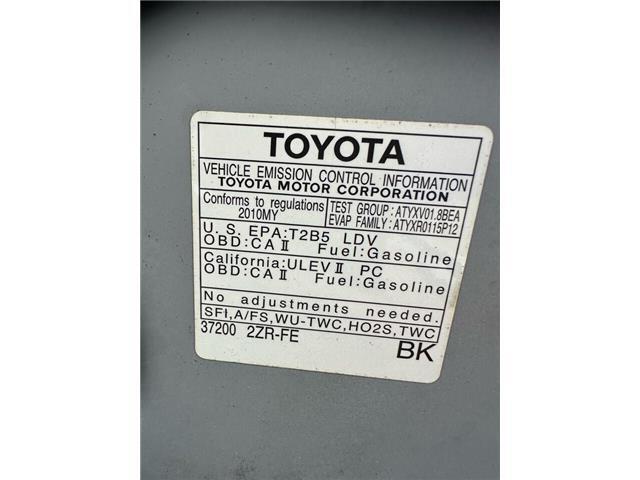 TOYOTA
VEHICLE EMISSION CONTROL INFORMATION
TOYOTA MOTOR CORPORATION
Conforms to regulations
2010MY
TEST GROUP : ATYXV01.8BEA
EVAP FAMILY : ATYXR0115P12
U. S. EPA:T2B5 LDV
OBD:CA II Fuel:Gasoline
California:ULEV II PC
OBD:CA II Fuel:Gasoline
No adjustments needed.
SFI,A/FS,WU-TWC,HO2S,TWC
37200 2ZR-FE
BK